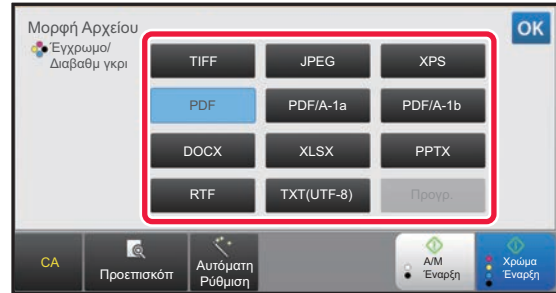 Μορφή Αρχείου
OK
Έγχρωμο/
Διαβαθμ γκρι
TIFF JPEG XPS
PDF PDF/A-1a PDF/A-1b
DOCX XLSX PPTX
RTF TXT(UTF-8) Προγρ.
CA
Προεπισκόπ
Αυτόματη
Ρύθμιση
Α/Μ
Έναρξη
Χρώμα
Έναρξη